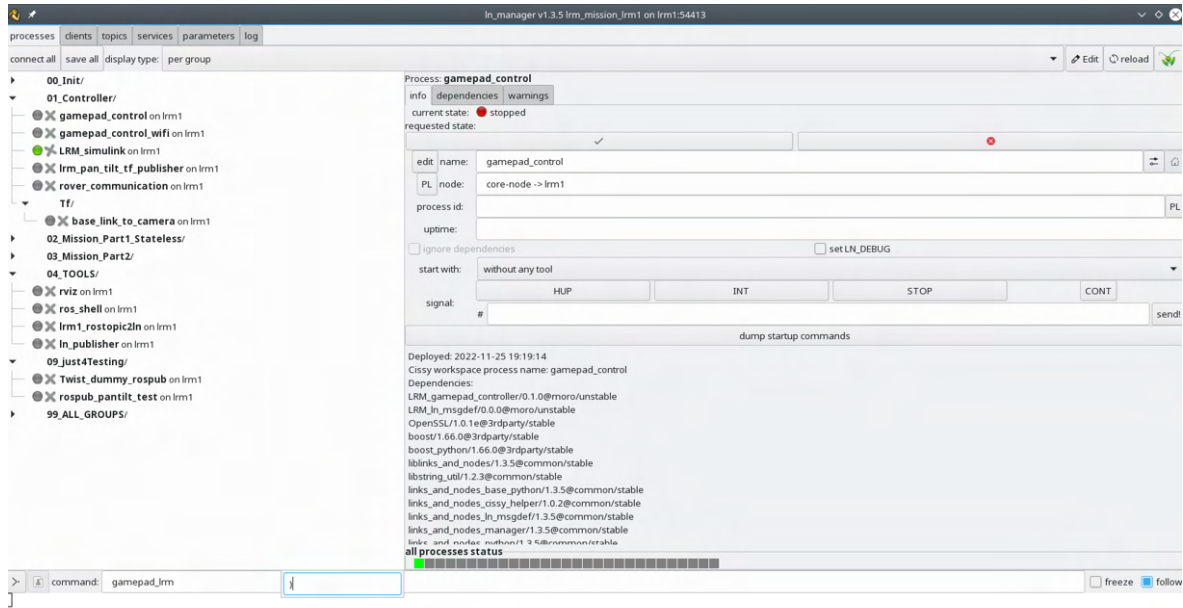 ln_manager v1.3.5 lrm_mission_lrm1 on lrm1:54413
processes clients topics services parameters log
connect all save all display type: per group Edit reload
00_Init/
01_Controller/
gamepad_control on lrm1
gamepad_control_wifi on lrm1
LRM_simulink on lrm1
lrm_pan_tilt_tf_publisher on lrm1
rover_communication on lrm1
Tf/
base_link_to_camera on lrm1
02_Mission_Part1_Stateless/
03_Mission_Part2/
04_TOOLS/
rviz on lrm1
ros_shell on lrm1
lrm1_rostopic2ln on lrm1
ln_publisher on lrm1
09_just4Testing/
Twist_dummy_rospub on lrm1
rospub_pantilt_test on lrm1
99_ALL_GROUPS/
Process: gamepad_control
info dependencies warnings
current state: stopped
requested state:
edit name: gamepad_control
PL node: core-node -> lrm1
process id: PL
uptime:
ignore dependencies set LN_DEBUG
start with: without any tool
signal: HUP INT STOP CONT
# send!
dump startup commands
Deployed: 2022-11-25 19:19:14
Cissy workspace process name: gamepad_control
Dependencies:
LRM_gamepad_controller/0.1.0@moro/unstable
LRM_ln_msgdef/0.0.0@moro/unstable
OpenSSL/1.0.1e@3rdparty/stable
boost/1.66.0@3rdparty/stable
boost_python/1.66.0@3rdparty/stable
liblinks_and_nodes/1.3.5@common/stable
libstring_util/1.2.3@common/stable
links_and_nodes_base_python/1.3.5@common/stable
links_and_nodes_cissy_helper/1.0.2@common/stable
links_and_nodes_ln_msgdef/1.3.5@common/stable
links_and_nodes_manager/1.3.5@common/stable
links_and_nodes_python/1.3.5@common/stable
all processes status
command: gamepad_lrm freeze follow